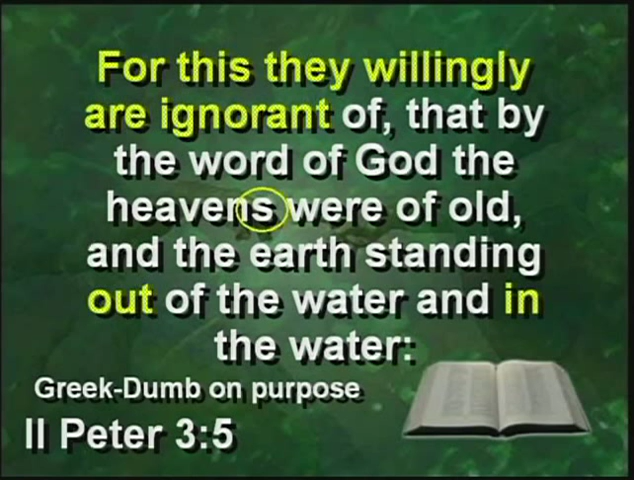 For this they willingly
are ignorant of, that by
the word of God the
heavens were of old,
and the earth standing
out of the water and in
the water:
Greek-Dumb on purpose
II Peter 3:5